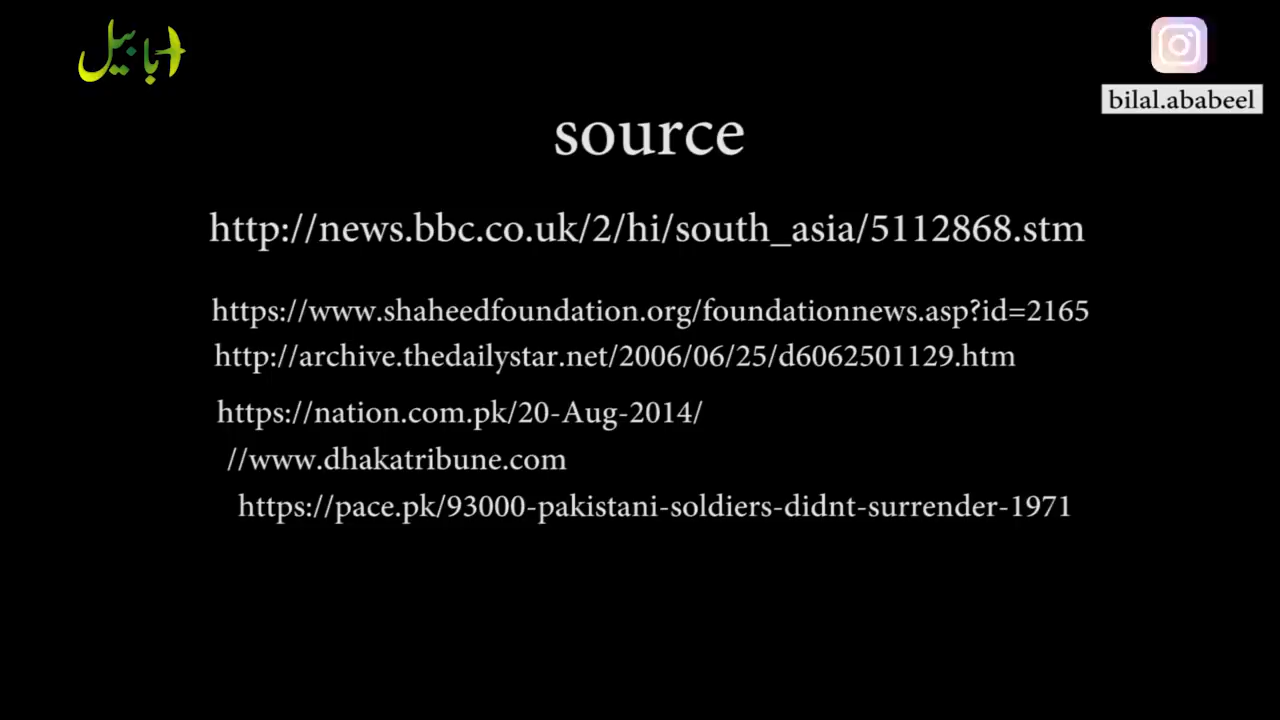 ابابیل
bilal.ababeel
source
http://news.bbc.co.uk/2/hi/south_asia/5112868.stm
https://www.shaheedfoundation.org/foundationnews.asp?id=2165
http://archive.thedailystar.net/2006/06/25/d6062501129.htm
https://nation.com.pk/20-Aug-2014/
//www.dhakatribune.com
https://pace.pk/93000-pakistani-soldiers-didnt-surrender-1971